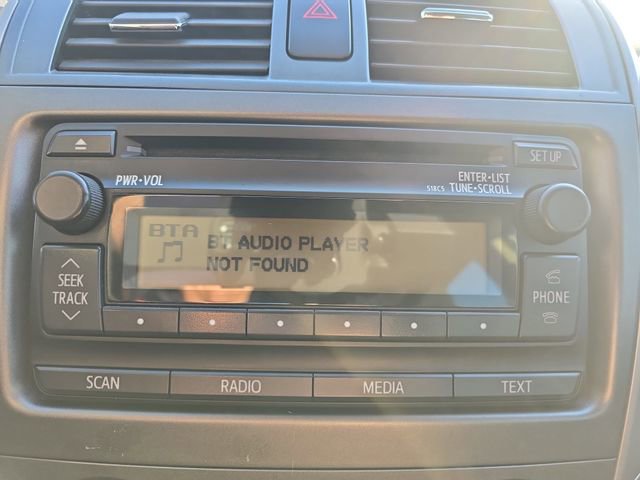 PWR•VOL
ENTER•LIST
518C5 TUNE•SCROLL
SET UP
BTA
BT AUDIO PLAYER
NOT FOUND
SEEK
TRACK
PHONE
SCAN
RADIO
MEDIA
TEXT